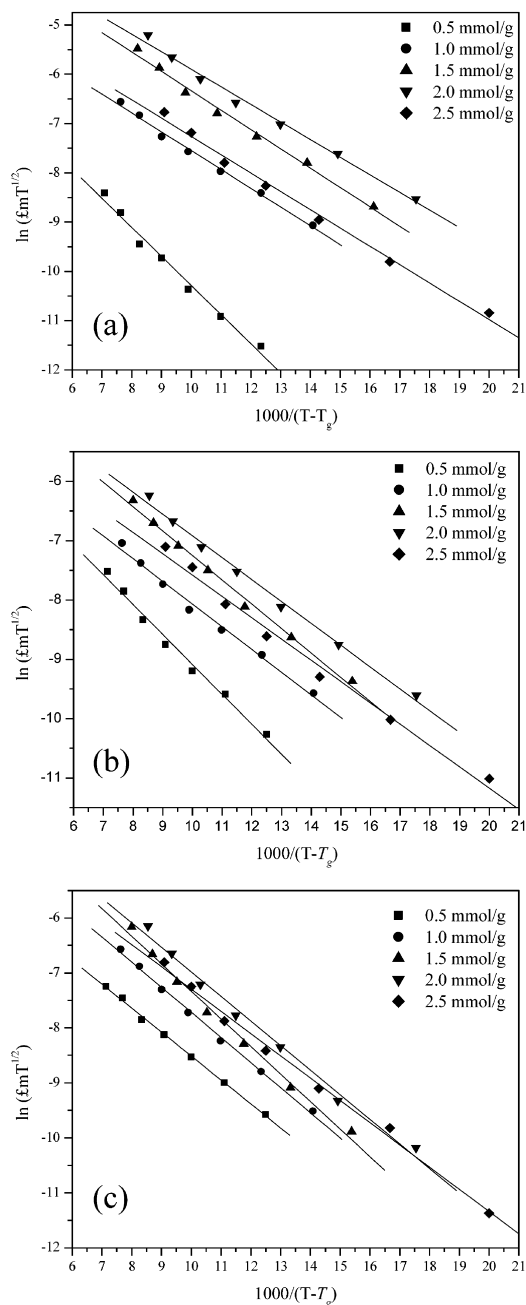 -5
-6
-7
-8
-9
-10
-11
-12
ln (£mT1/2)
0.5 mmol/g
1.0 mmol/g
1.5 mmol/g
2.0 mmol/g
2.5 mmol/g
(a)
6 7 8 9 10 11 12 13 14 15 16 17 18 19 20 21
1000/(T-Tg)
-6
-7
-8
-9
-10
-11
ln (£mT1/2)
0.5 mmol/g
1.0 mmol/g
1.5 mmol/g
2.0 mmol/g
2.5 mmol/g
(b)
6 7 8 9 10 11 12 13 14 15 16 17 18 19 20 21
1000/(T-Tg)
-6
-7
-8
-9
-10
-11
-12
ln (£mT1/2)
0.5 mmol/g
1.0 mmol/g
1.5 mmol/g
2.0 mmol/g
2.5 mmol/g
(c)
6 7 8 9 10 11 12 13 14 15 16 17 18 19 20 21
1000/(T-Tg)